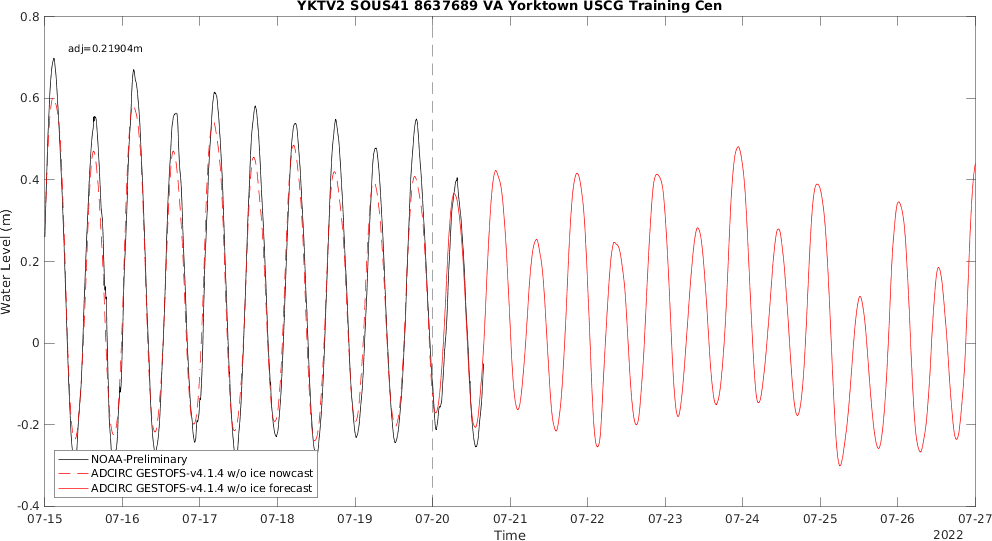 YKTV2 SOUS41 8637689 VA Yorktown USCG Training Cen
adj=0.21904m
0.8
0.6
0.4
0.2
0
-0.2
-0.4
Water Level (m)
NOAA-Preliminary
ADCIRC GESTOFS-v4.1.4 w/o ice nowcast
ADCIRC GESTOFS-v4.1.4 w/o ice forecast
07-15 07-16 07-17 07-18 07-19 07-20 07-21 07-22 07-23 07-24 07-25 07-26 07-27
Time
2022